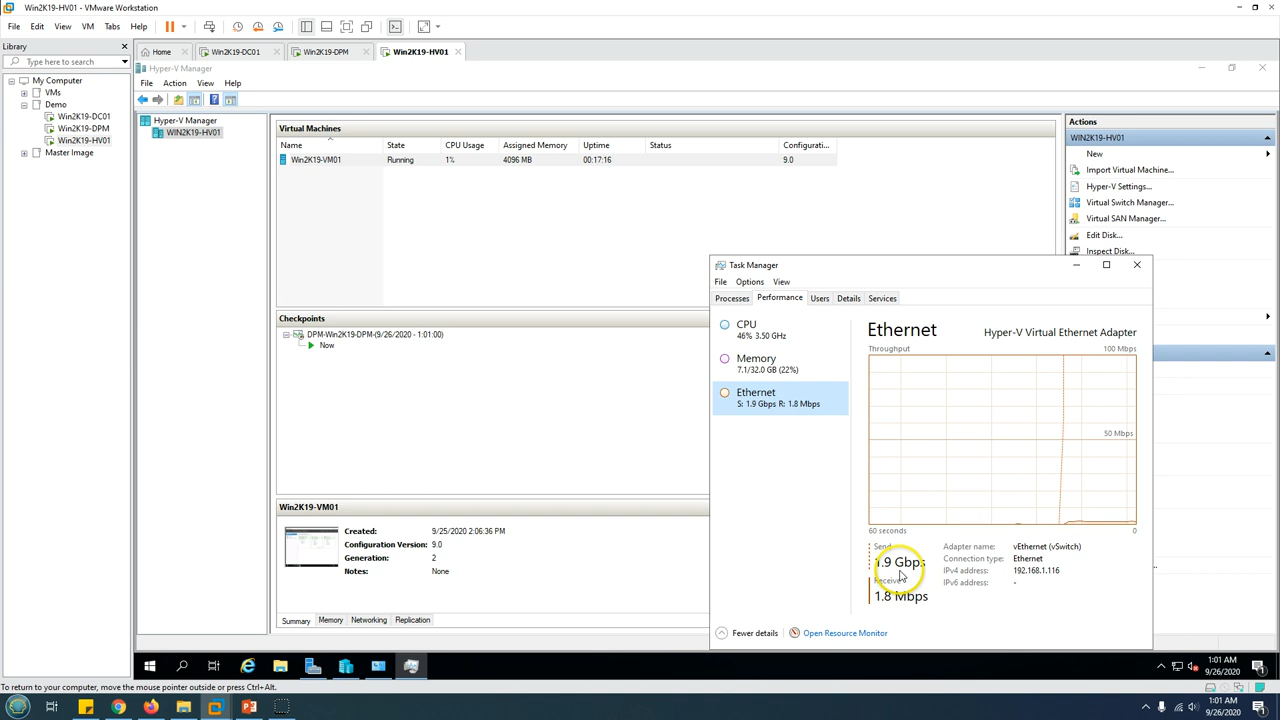 Win2K19-HV01 - VMware Workstation
File Edit View VM Tabs Help
Library
Type here to search
Home Win2K19-DC01 Win2K19-DPM Win2K19-HV01
My Computer
VMs
Demo
Win2K19-DC01
Win2K19-DPM
Win2K19-HV01
Master Image
Hyper-V Manager
File Action View Help
Hyper-V Manager
WIN2K19-HV01
Virtual Machines
Name State CPU Usage Assigned Memory Uptime Status Configurati...
Win2K19-VM01 Running 1% 4096 MB 00:17:16 9.0
Checkpoints
DPM-Win2K19-DPM-(9/26/2020 - 1:01:00)
Now
Win2K19-VM01
Created: 9/25/2020 2:06:36 PM
Configuration Version: 9.0
Generation: 2
Notes: None
Summary Memory Networking Replication
Actions
WIN2K19-HV01
New
Import Virtual Machine...
Hyper-V Settings...
Virtual Switch Manager...
Virtual SAN Manager...
Edit Disk...
Inspect Disk...
Task Manager
File Options View
Processes Performance Users Details Services
CPU
46% 3.50 GHz
Memory
7.1/32.0 GB (22%)
Ethernet
S: 1.9 Gbps R: 1.8 Mbps
Ethernet Hyper-V Virtual Ethernet Adapter
Throughput 100 Mbps
50 Mbps
60 seconds 0
Send
1.9 Gbps
Receive
1.8 Mbps
Adapter name: vEthernet (vSwitch)
Connection type: Ethernet
IPv4 address: 192.168.1.116
IPv6 address: -
Fewer details Open Resource Monitor
1:01 AM
9/26/2020
To return to your computer, move the mouse pointer outside or press Ctrl+Alt.
1:01 AM
9/26/2020